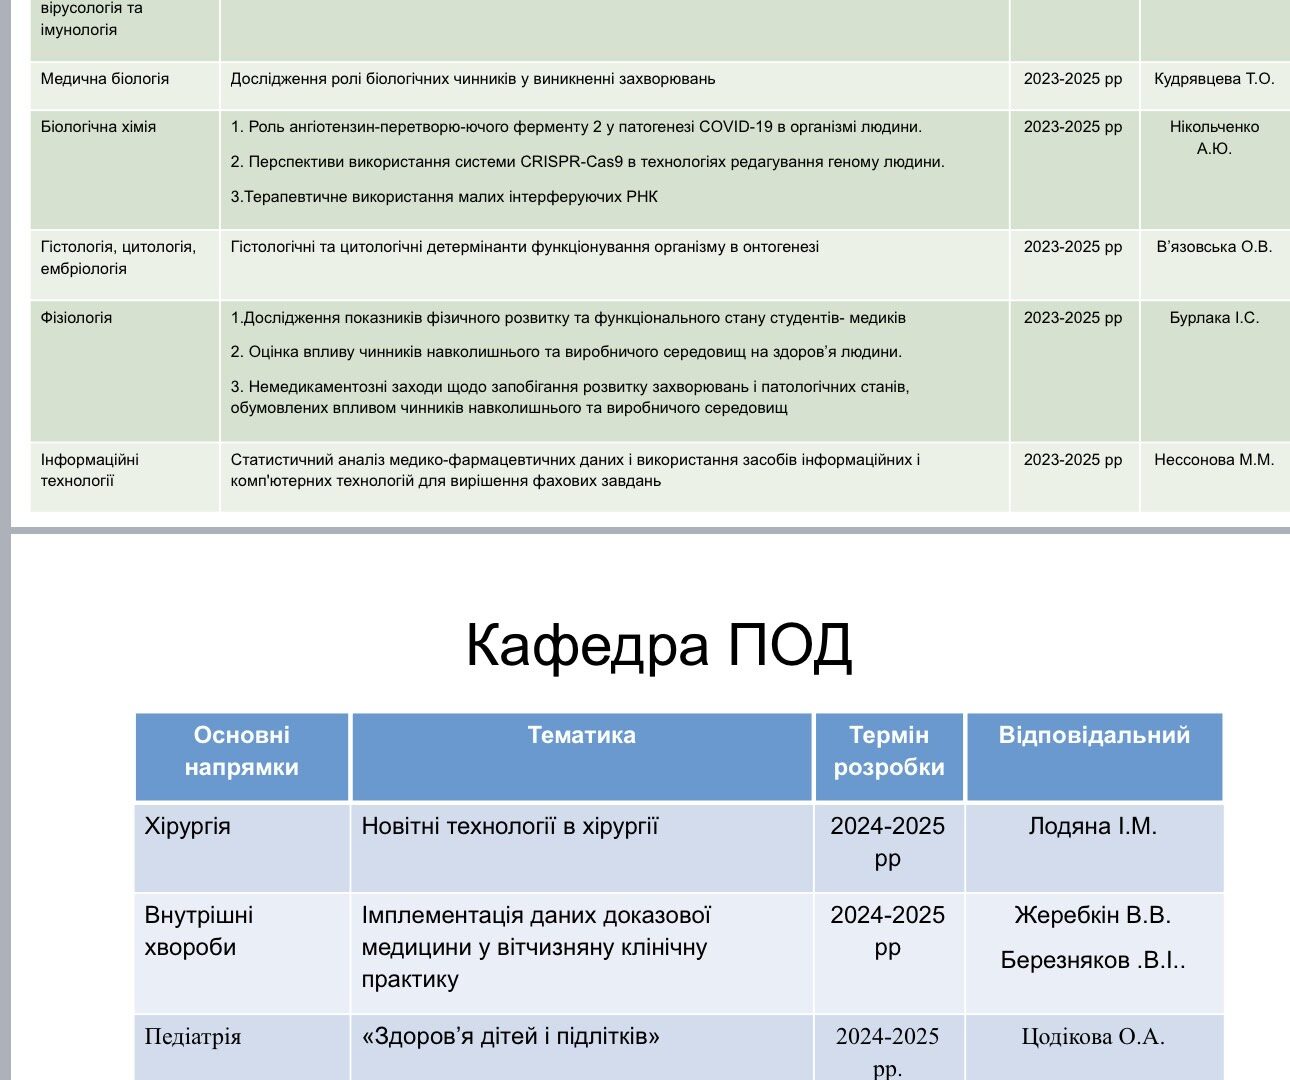 вірусологія та
імунологія
Медична біологія
Дослідження ролі біологічних чинників у виникненні захворювань
2023-2025 рр
Кудрявцева Т.О.
Біологічна хімія
1. Роль ангіотензин-перетворю-ючого ферменту 2 у патогенезі COVID-19 в організмі людини.
2. Перспективи використання системи CRISPR-Cas9 в технологіях редагування геному людини.
3.Терапевтичне використання малих інтерферуючих РНК
2023-2025 рр
Нікольченко
А.Ю.
Гістологія, цитологія,
ембріологія
Гістологічні та цитологічні детермінанти функціонування організму в онтогенезі
2023-2025 рр
В’язовська О.В.
Фізіологія
1.Дослідження показників фізичного розвитку та функціонального стану студентів- медиків
2. Оцінка впливу чинників навколишнього та виробничого середовищ на здоров’я людини.
3. Немедикаментозні заходи щодо запобігання розвитку захворювань і патологічних станів,
обумовлених впливом чинників навколишнього та виробничого середовищ
2023-2025 рр
Бурлака І.С.
Інформаційні
технології
Статистичний аналіз медико-фармацевтичних даних і використання засобів інформаційних і
комп'ютерних технологій для вирішення фахових завдань
2023-2025 рр
Нессонова М.М.
Кафедра ПОД
Основні
напрямки
Тематика
Термін
розробки
Відповідальний
Хірургія
Новітні технології в хірургії
2024-2025
рр
Лодяна І.М.
Внутрішні
хвороби
Імплементація даних доказової
медицини у вітчизняну клінічну
практику
2024-2025
рр
Жеребкін В.В.
Березняков .В.І..
Педіатрія
«Здоров’я дітей і підлітків»
2024-2025
рр.
Цодікова О.А.